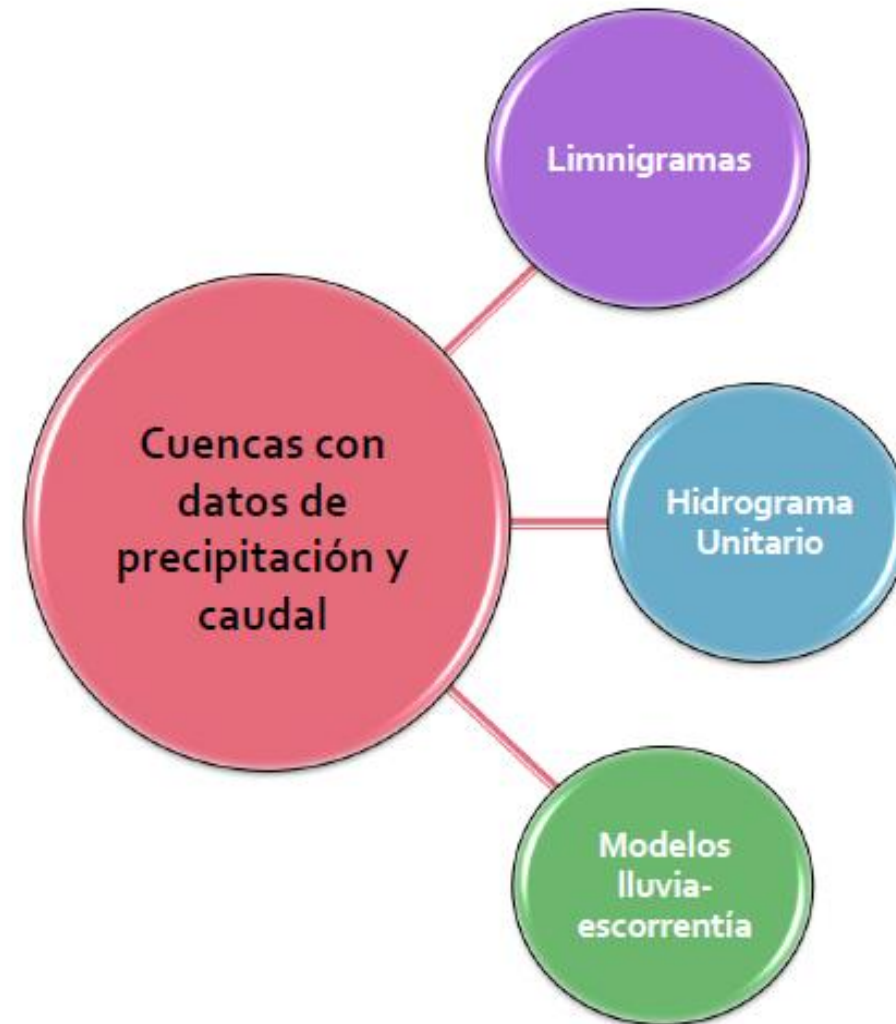 Limnigramas
Cuencas con
datos de
precipitación y
caudal
Hidrograma
Unitario
Modelos
lluvia-
escorrentía